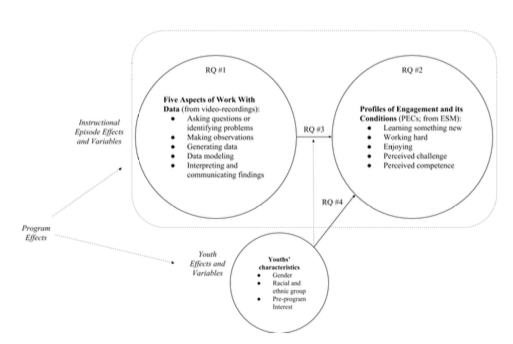 RQ #1
Five Aspects of Work With
Data (from video-recordings):
● Asking questions or
identifying problems
● Making observations
● Generating data
● Data modeling
● Interpreting and
communicating findings
RQ #2
Profiles of Engagement and its
Conditions (PECs; from ESM):
● Learning something new
● Working hard
● Enjoying
● Perceived challenge
● Perceived competence
Instructional
Episode Effects
and Variables
RQ #3
RQ #4
Program
Effects
Youth
Effects and
Variables
Youths'
characteristics
● Gender
● Racial and
ethnic group
● Pre-program
Interest